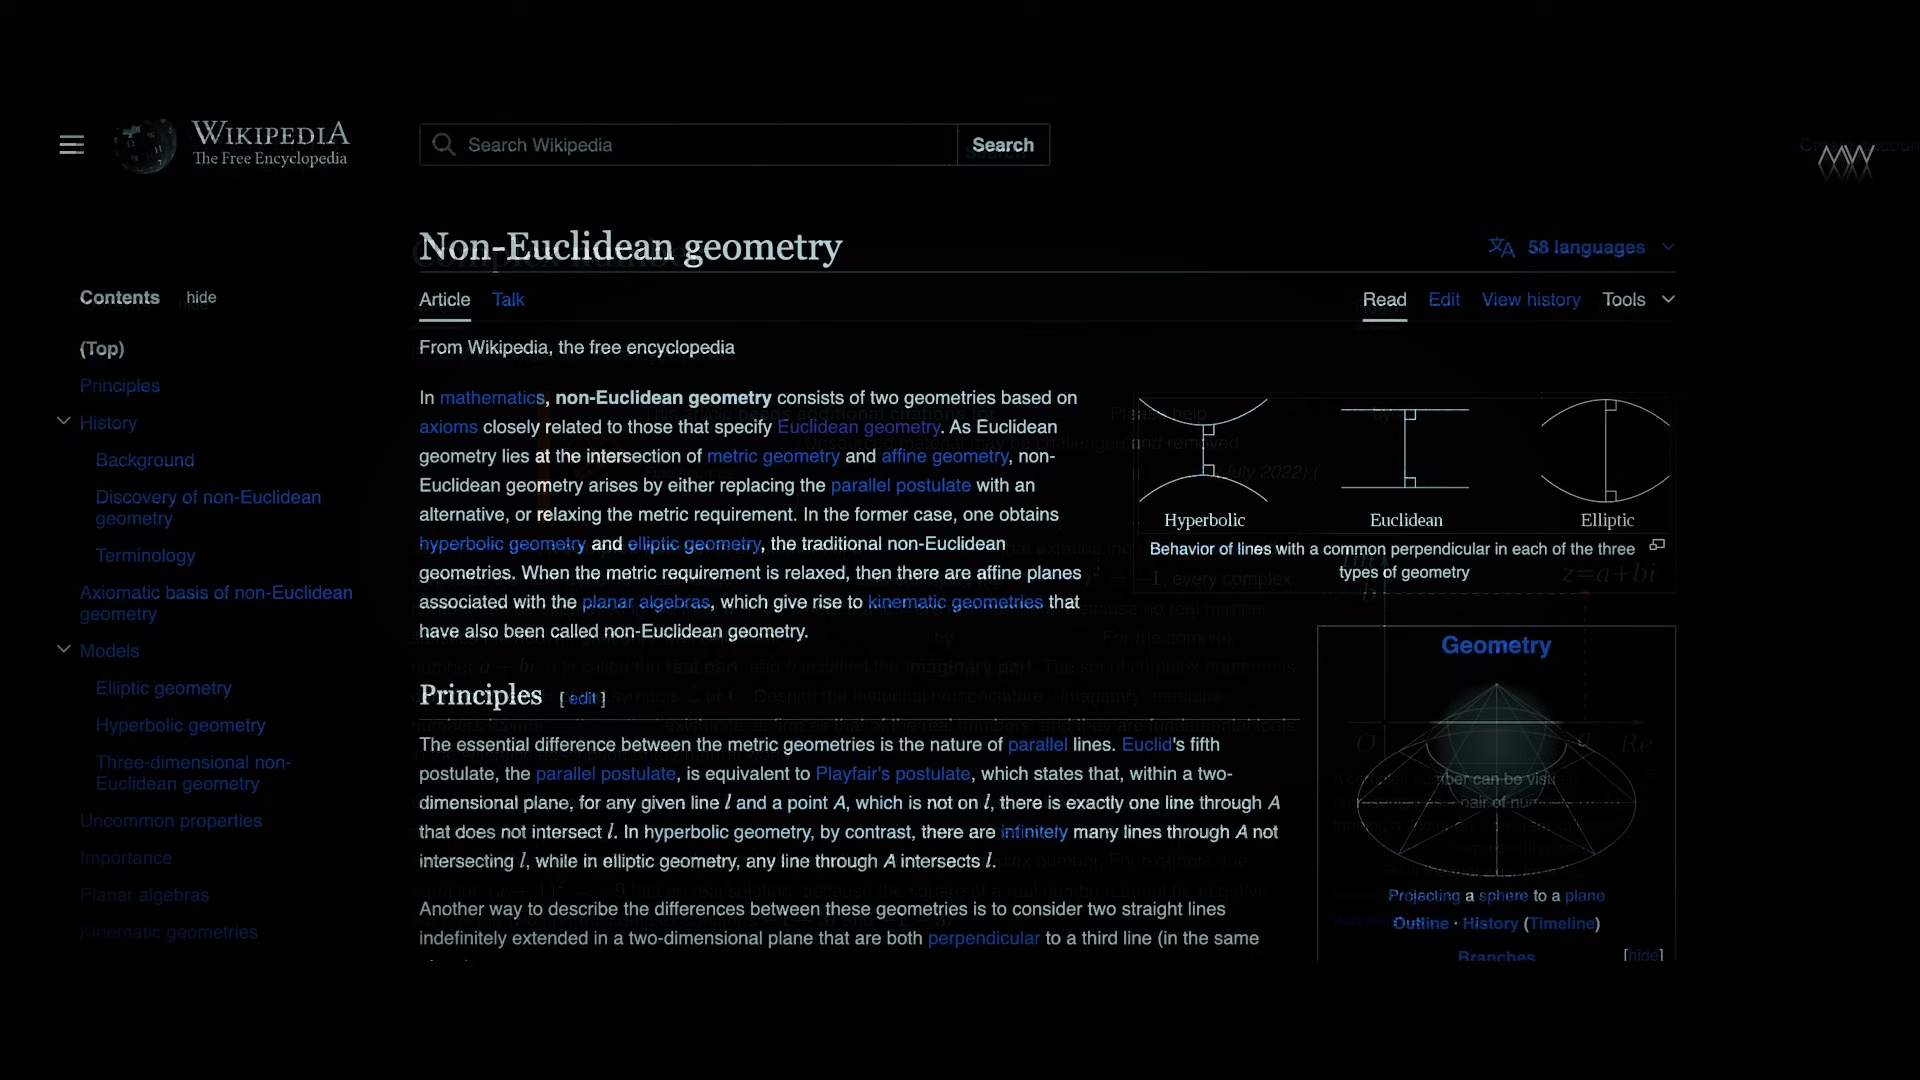 WIKIPEDIA
The Free Encyclopedia
Search Wikipedia
Search
MW
Non-Euclidean geometry
58 languages
Contents hide
Article Talk
Read Edit View history Tools
(Top)
Principles
History
Background
Discovery of non-Euclidean
geometry
Terminology
Axiomatic basis of non-Euclidean
geometry
Models
Elliptic geometry
Hyperbolic geometry
Three-dimensional non-
Euclidean geometry
Uncommon properties
Importance
Planar algebras
Kinematic geometries
From Wikipedia, the free encyclopedia
In mathematics, non-Euclidean geometry consists of two geometries based on
axioms closely related to those that specify Euclidean geometry. As Euclidean
geometry lies at the intersection of metric geometry and affine geometry, non-
Euclidean geometry arises by either replacing the parallel postulate with an
alternative, or relaxing the metric requirement. In the former case, one obtains
hyperbolic geometry and elliptic geometry, the traditional non-Euclidean
geometries. When the metric requirement is relaxed, then there are affine planes
associated with the planar algebras, which give rise to kinematic geometries that
have also been called non-Euclidean geometry.
Hyperbolic Euclidean Elliptic
Behavior of lines with a common perpendicular in each of the three
types of geometry
z=a+bi
Principles [ edit ]
The essential difference between the metric geometries is the nature of parallel lines. Euclid's fifth
postulate, the parallel postulate, is equivalent to Playfair's postulate, which states that, within a two-
dimensional plane, for any given line l and a point A, which is not on l, there is exactly one line through A
that does not intersect l. In hyperbolic geometry, by contrast, there are infinitely many lines through A not
intersecting l, while in elliptic geometry, any line through A intersects l.
Another way to describe the differences between these geometries is to consider two straight lines
indefinitely extended in a two-dimensional plane that are both perpendicular to a third line (in the same
Geometry
Projecting a sphere to a plane
Outline · History (Timeline)
Branches
[hide]